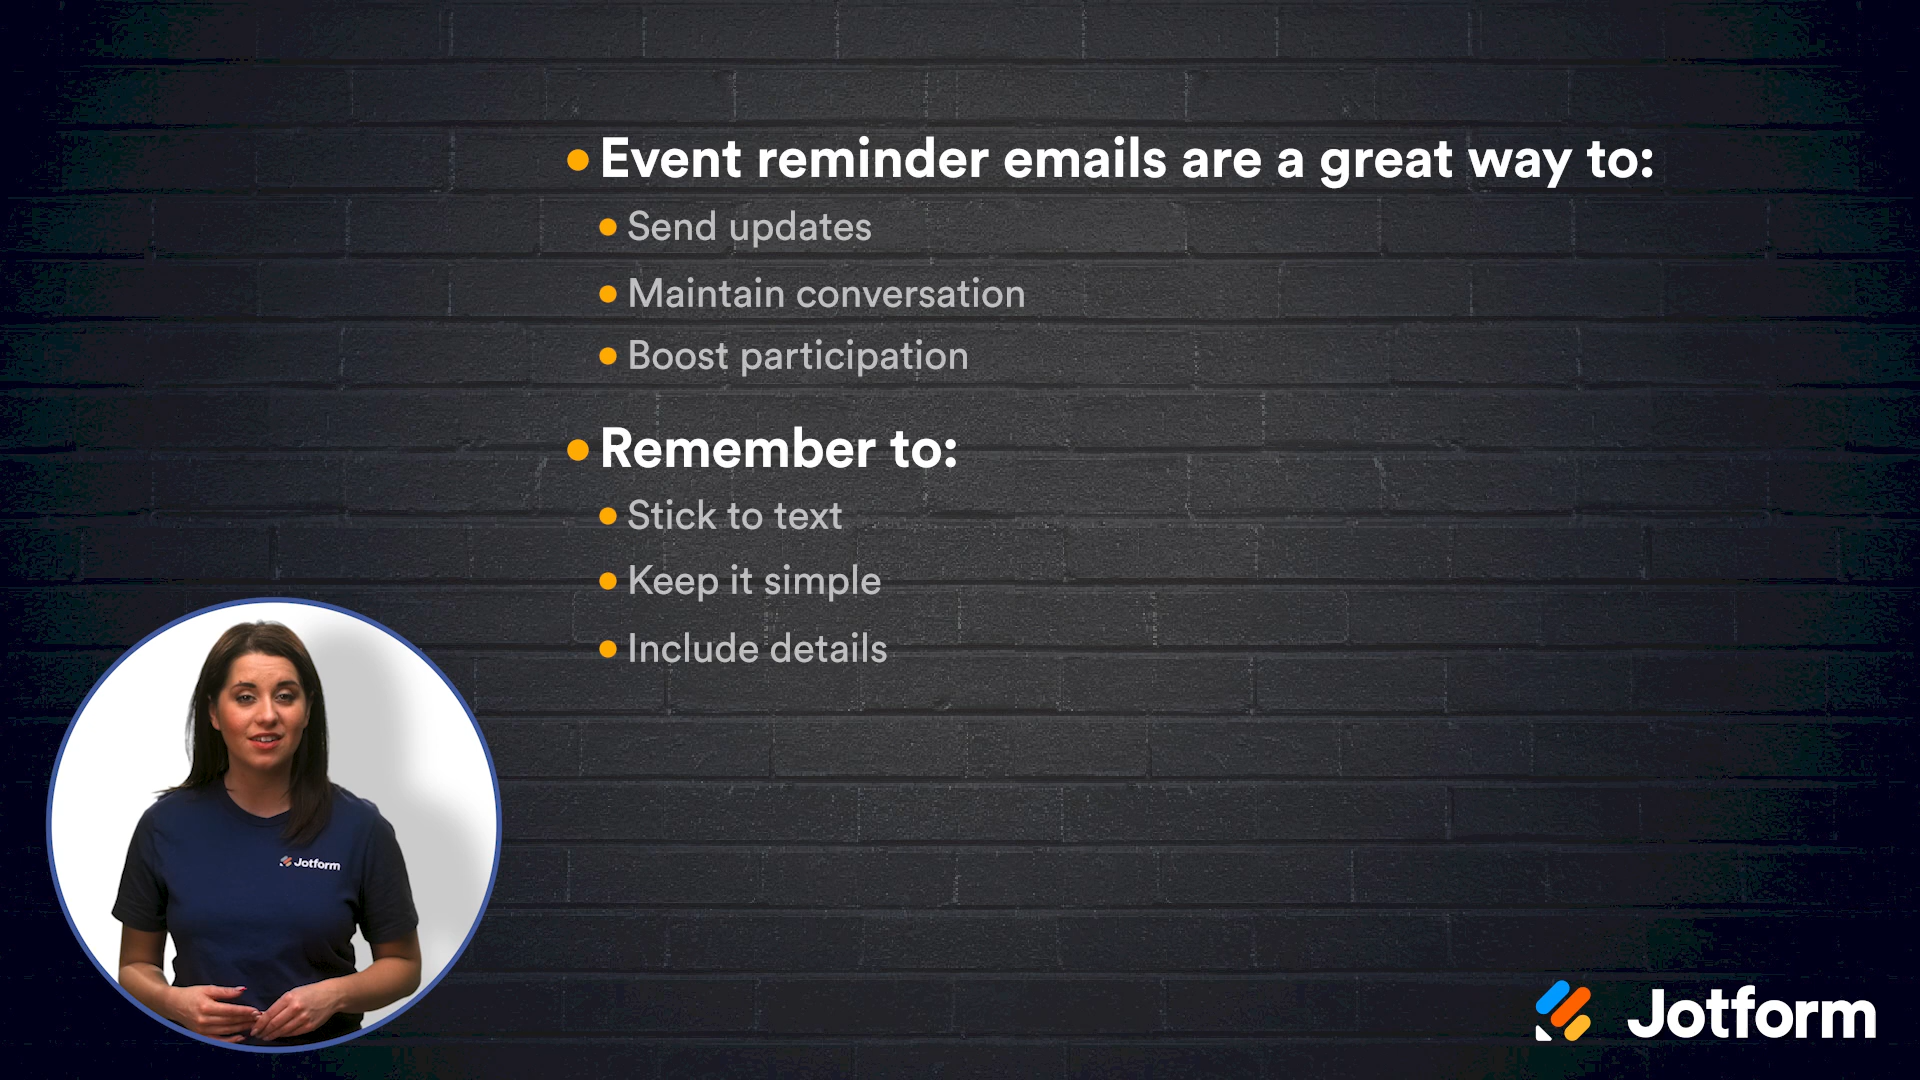 Event reminder emails are a great way to:
Send updates
Maintain conversation
Boost participation
Remember to:
Stick to text
Keep it simple
Include details
Jotform
Jotform